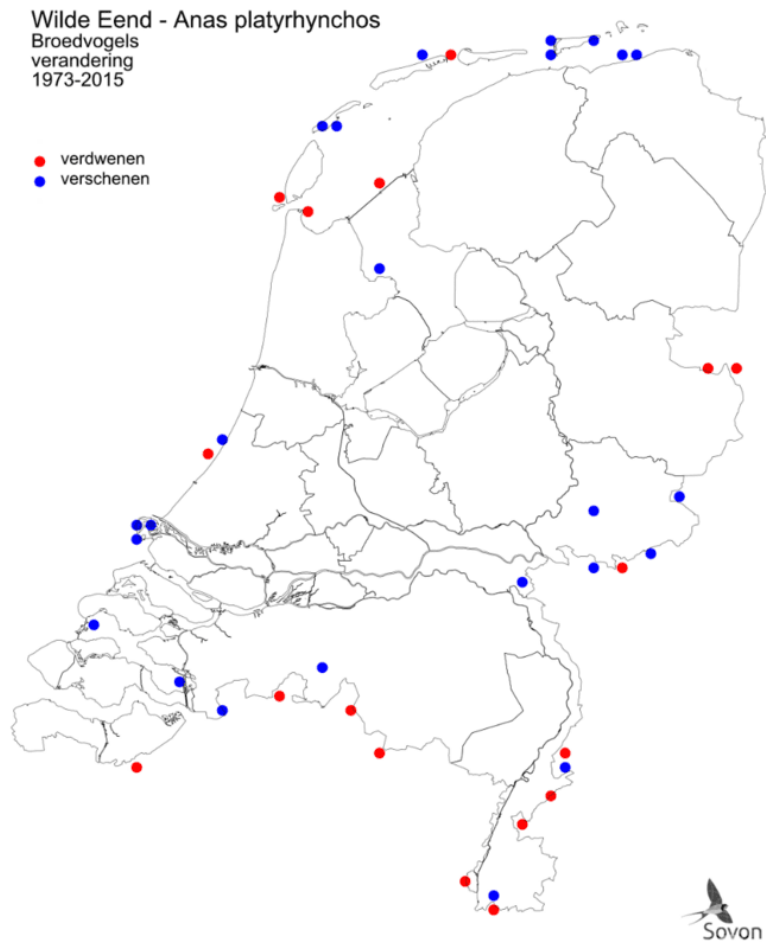 Wilde Eend - Anas platyrhynchos
Broedvogels
verandering
1973-2015
verdwenen
verschenen
Sovon